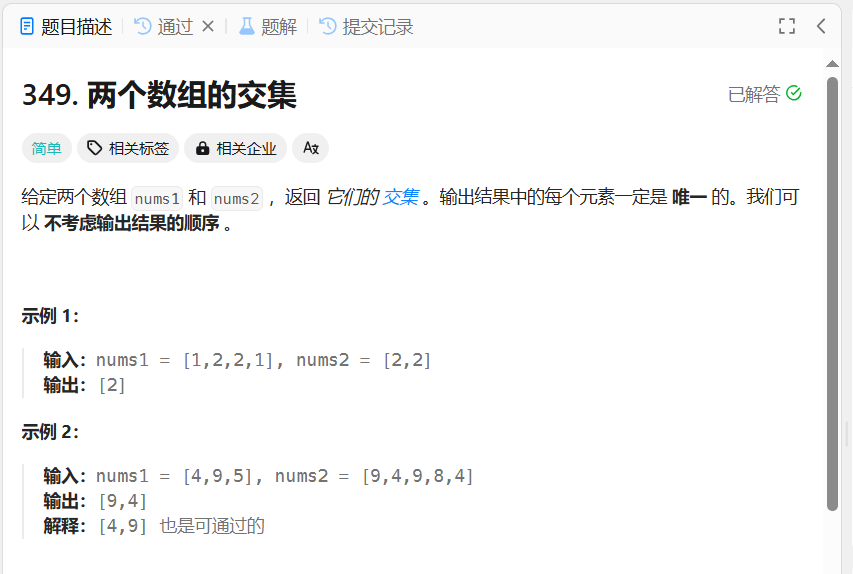 题目描述 通过 题解 提交记录
349. 两个数组的交集
已解答
简单 相关标签 相关企业 Aあ
给定两个数组 nums1 和 nums2 ，返回 它们的 交集 。输出结果中的每个元素一定是 唯一 的。我们可
以 不考虑输出结果的顺序 。
示例 1：
输入：nums1 = [1,2,2,1], nums2 = [2,2]
输出：[2]
示例 2：
输入：nums1 = [4,9,5], nums2 = [9,4,9,8,4]
输出：[9,4]
解释：[4,9] 也是可通过的